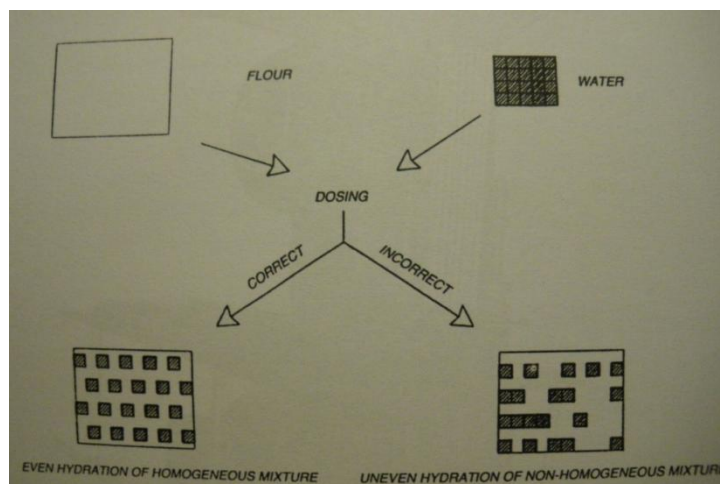 FLOUR
WATER
DOSING
CORRECT
INCORRECT
EVEN HYDRATION OF HOMOGENEOUS MIXTURE
UNEVEN HYDRATION OF NON-HOMOGENEOUS MIXTURE